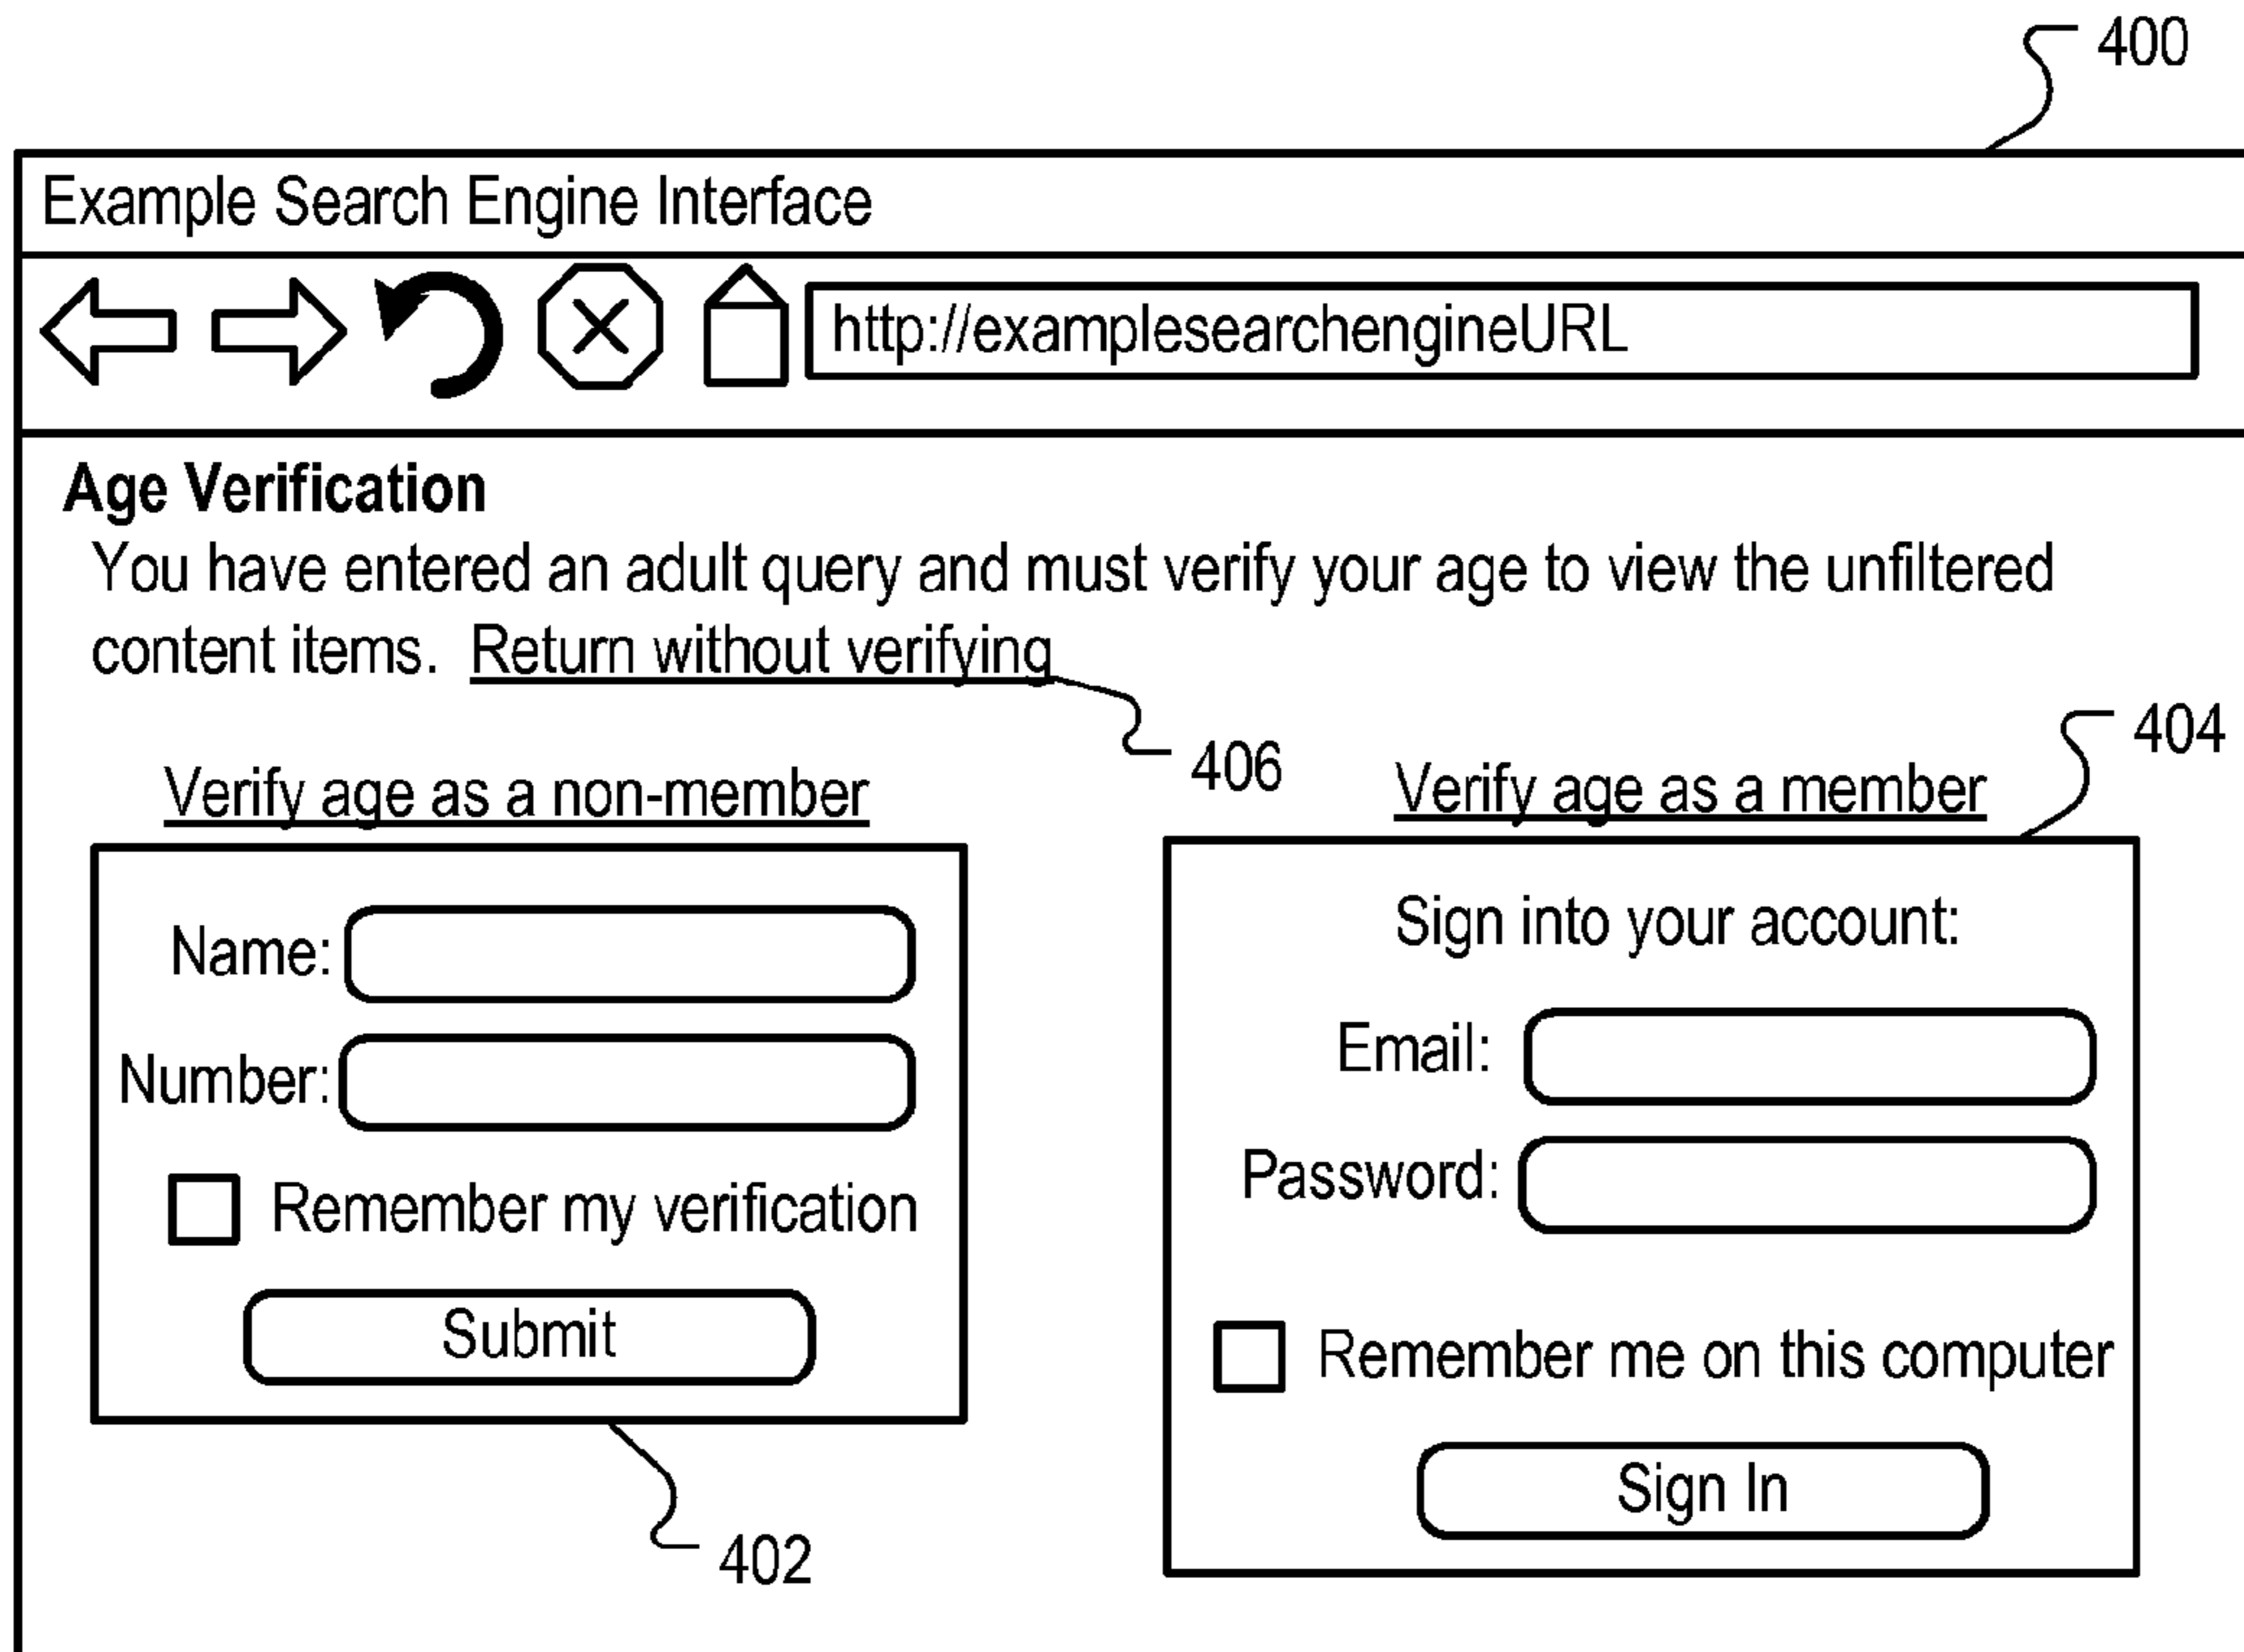 400
Example Search Engine Interface
http://examplesearchengineURL
Age Verification
You have entered an adult query and must verify your age to view the unfiltered
content items. Return without verifying
406
404
Verify age as a non-member
Name:
Number:
Remember my verification
Submit
402
Verify age as a member
Sign into your account:
Email:
Password:
Remember me on this computer
Sign In